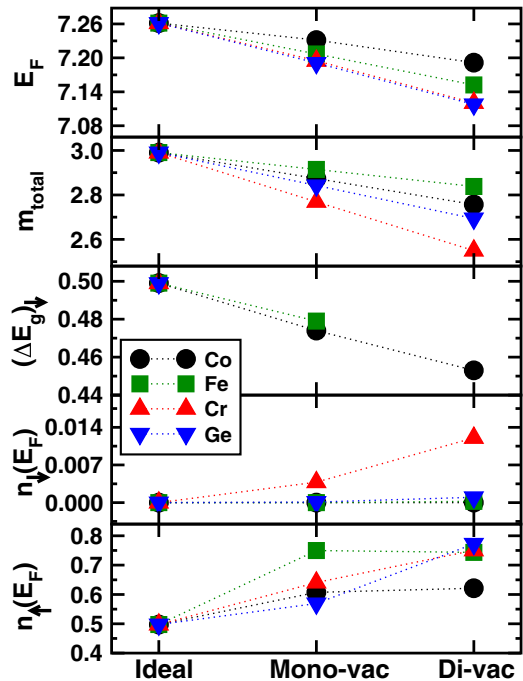 7.26
7.20
7.14
7.08
E_F
3.0
2.8
2.6
m_total
0.50
0.48
0.46
0.44
(ΔE_g)↓
Co
Fe
Cr
Ge
0.014
0.007
0.000
n↓(E_F)
0.8
0.7
0.6
0.5
0.4
n↑(E_F)
Ideal Mono-vac Di-vac